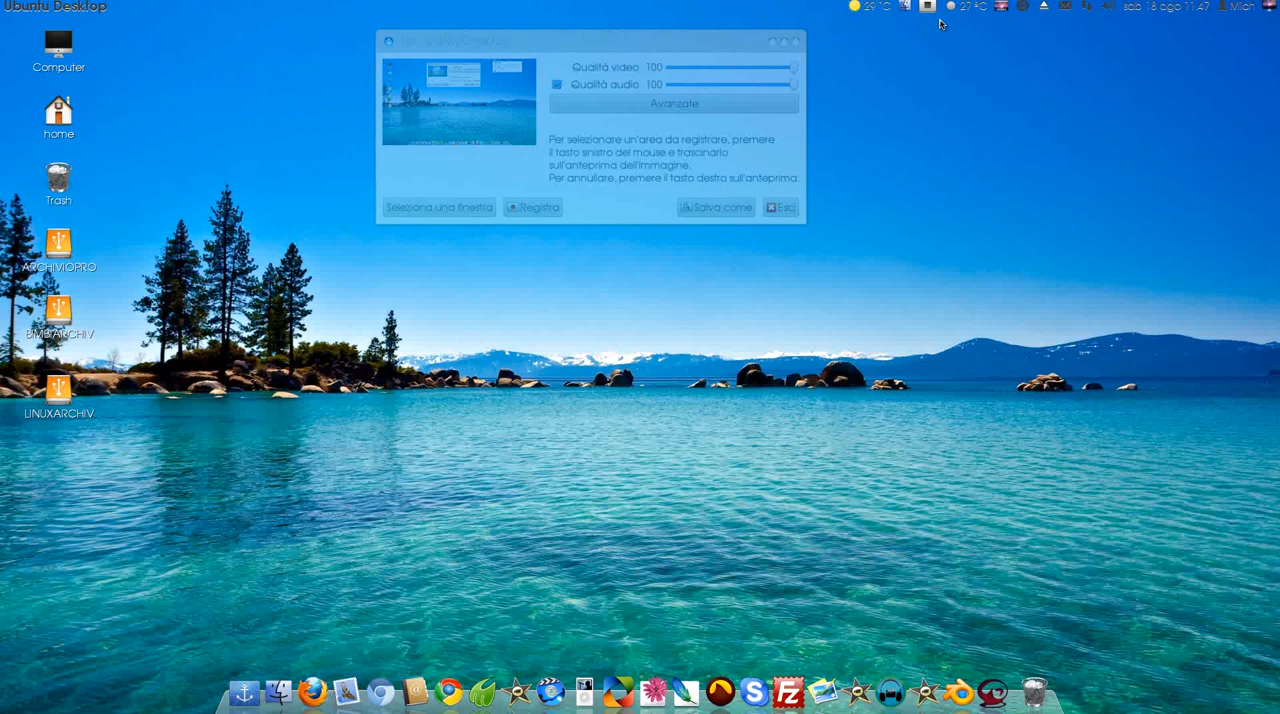 Ubuntu Desktop
29 °C
27 °C
sab 18 ago 11.47
Mich
Computer
home
Trash
ARCHIVIOPRO
BIMBIARCHIV
LINUXARCHIV
Qualità video 100
Qualità audio 100
Avanzate
Per selezionare un'area da registrare, premere
il tasto sinistro del mouse e trascinarlo
sull'anteprima dell'immagine.
Per annullare, premere il tasto destro sull'anteprima.
Seleziona una finestra
Registra
Salva come
Esci